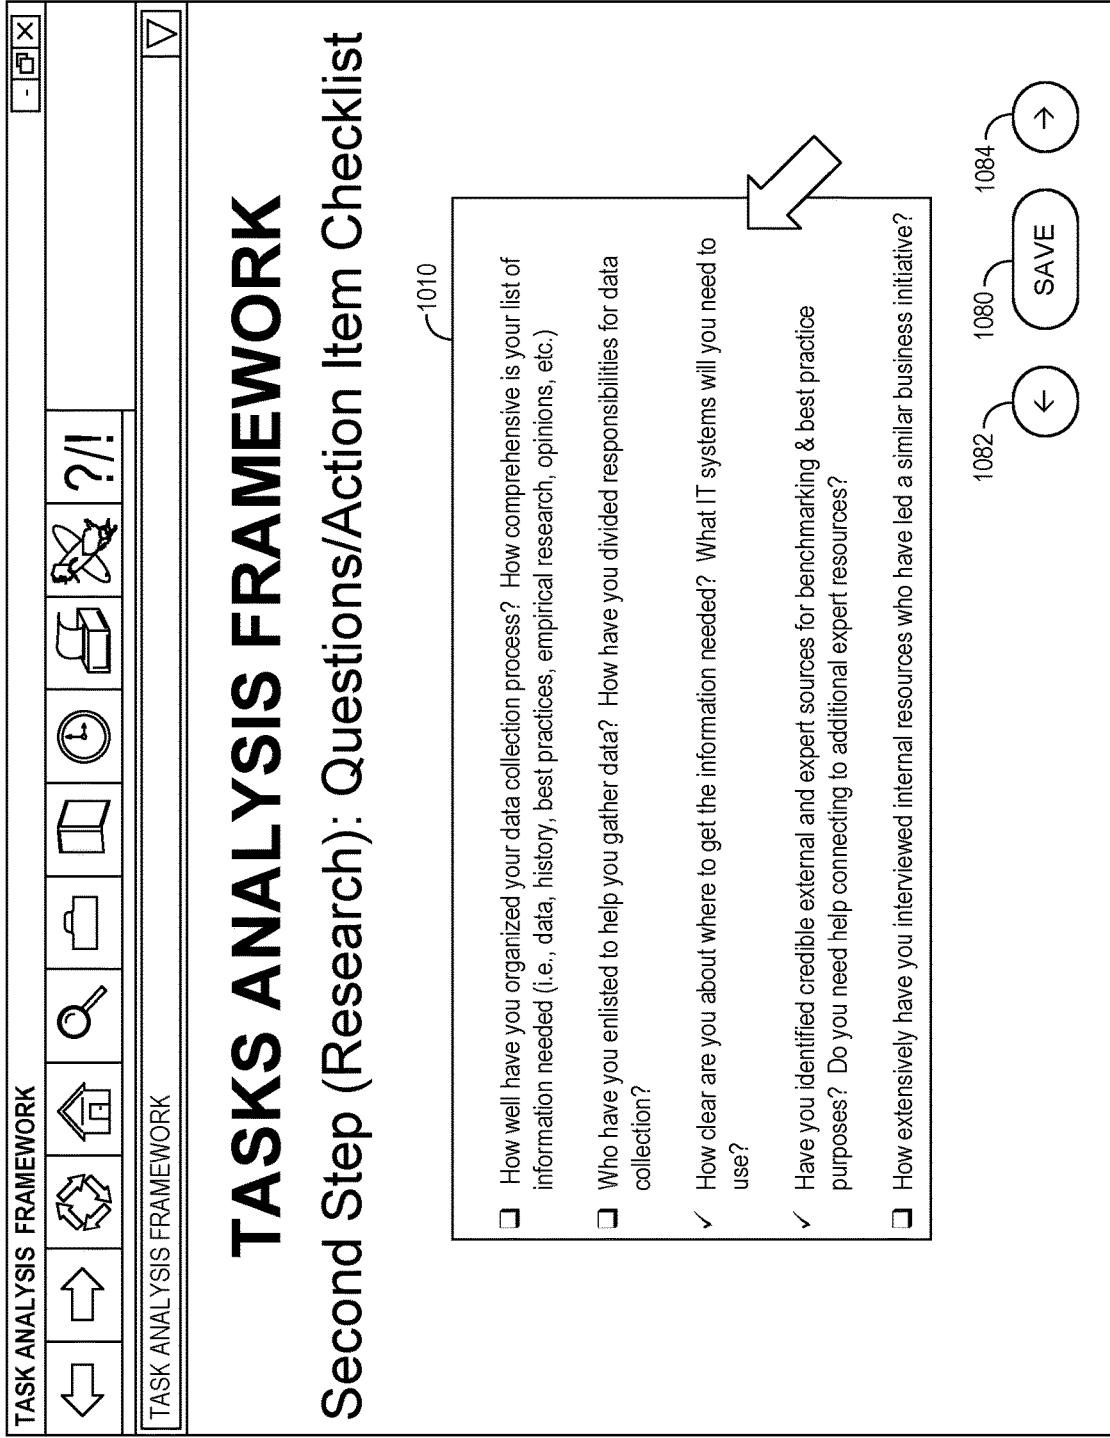 TASK ANALYSIS FRAMEWORK
?/!
TASK ANALYSIS FRAMEWORK
TASKS ANALYSIS FRAMEWORK
Second Step (Research): Questions/Action Item Checklist
1010
❑ How well have you organized your data collection process? How comprehensive is your list of
information needed (i.e., data, history, best practices, empirical research, opinions, etc.)
❑ Who have you enlisted to help you gather data? How have you divided responsibilities for data
collection?
✓ How clear are you about where to get the information needed? What IT systems will you need to
use?
✓ Have you identified credible external and expert sources for benchmarking & best practice
purposes? Do you need help connecting to additional expert resources?
❑ How extensively have you interviewed internal resources who have led a similar business initiative?
1082
1080
1084
← SAVE →